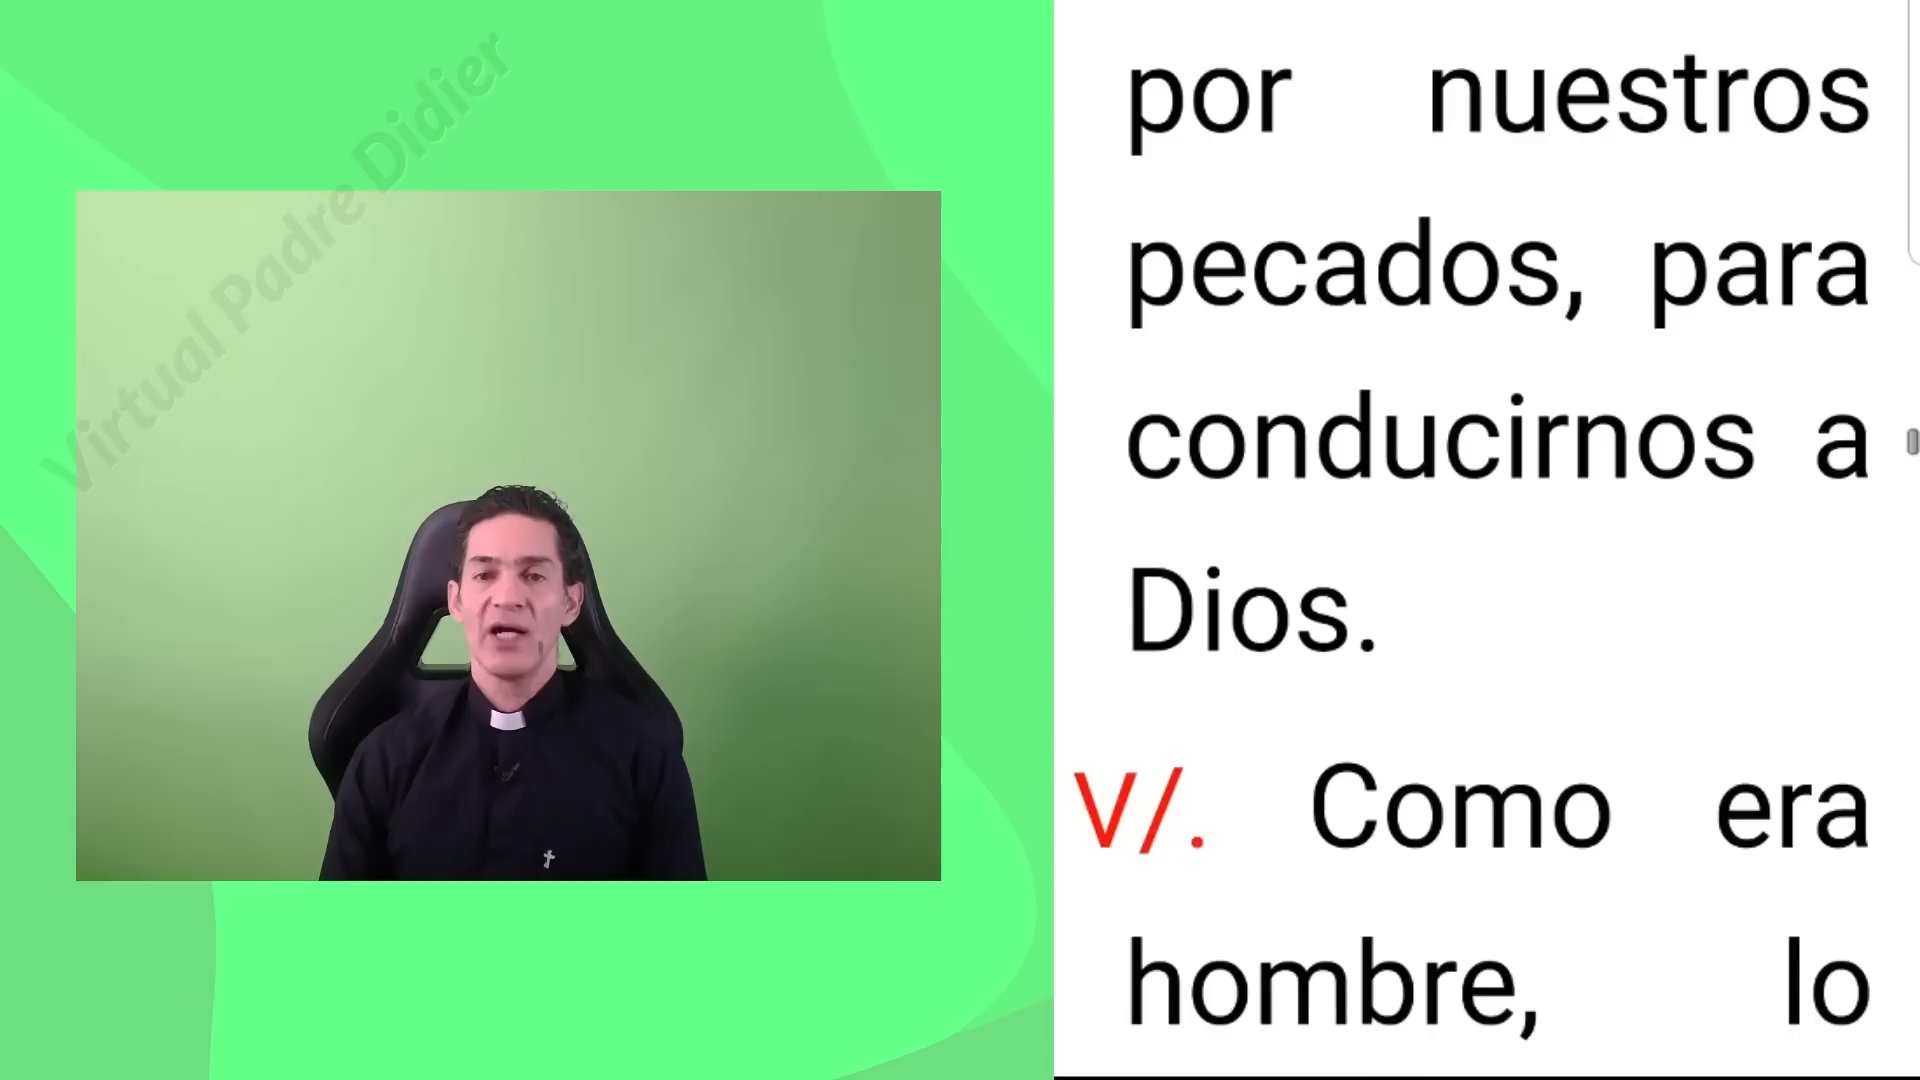 Virtual Padre Didier
por nuestros
pecados, para
conducirnos a
Dios.
V/. Como era
hombre, lo